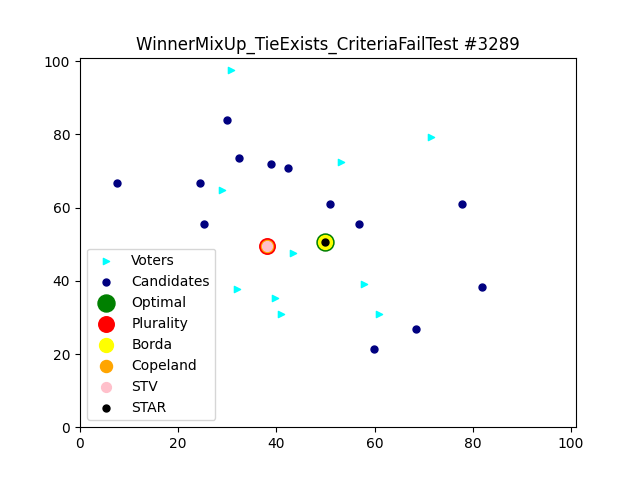 WinnerMixUp_TieExists_CriteriaFailTest #3289
100
80
60
40
20
0
Voters
Candidates
Optimal
Plurality
Borda
Copeland
STV
STAR
0 20 40 60 80 100